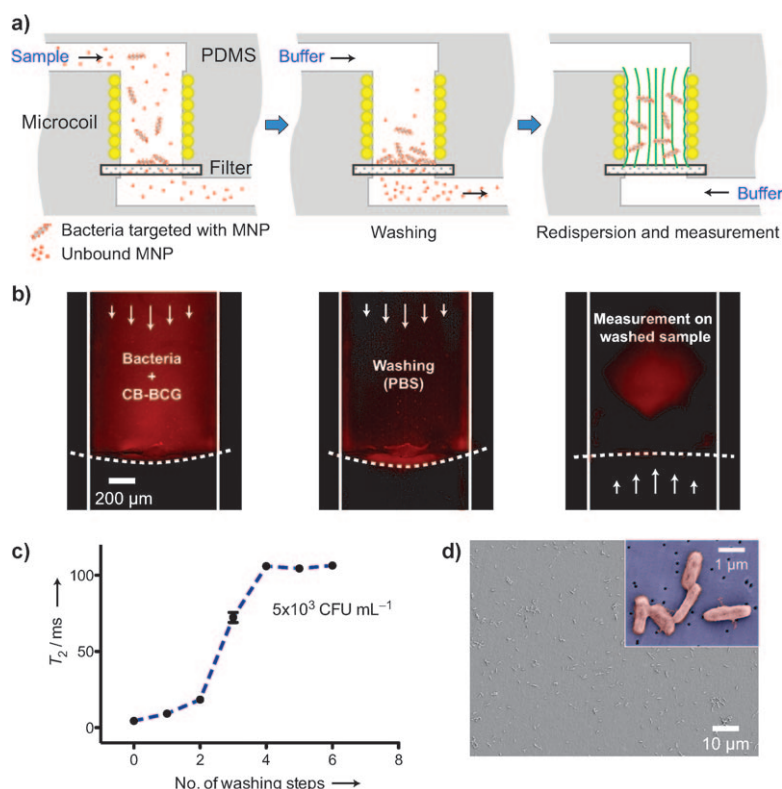 a)
Sample
PDMS
Buffer
Microcoil
Filter
Buffer
Bacteria targeted with MNP
Unbound MNP
Washing
Redispersion and measurement
b)
Bacteria
+
CB-BCG
200 µm
Washing
(PBS)
Measurement on
washed sample
c)
100
50
0
T₂/ms
5x10³ CFU mL⁻¹
0 2 4 6 8
No. of washing steps
d)
1 µm
10 µm